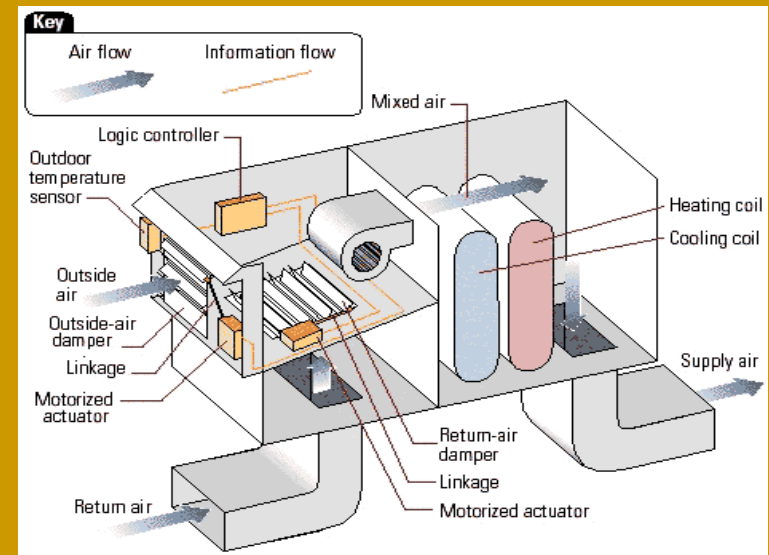 Key
Air flow
Information flow
Mixed air
Logic controller
Outdoor
temperature
sensor
Heating coil
Cooling coil
Outside
air
Outside-air
damper
Linkage
Motorized
actuator
Supply air
Return-air
damper
Linkage
Motorized actuator
Return air